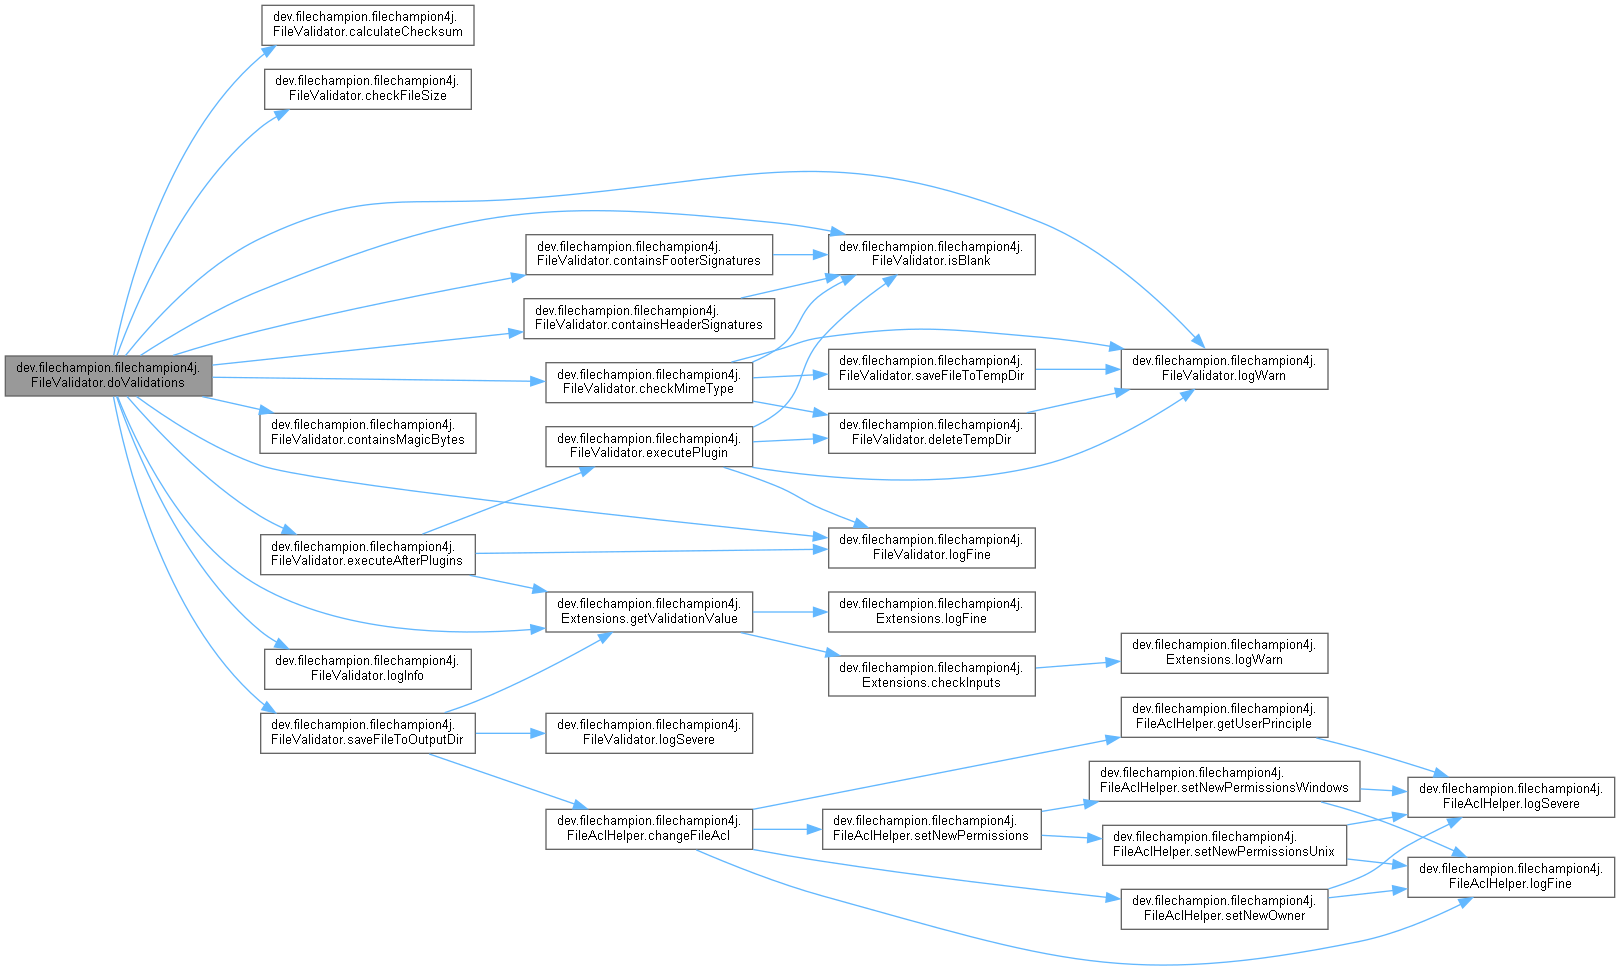 dev.filechampion.filechampion4j.
FileValidator.doValidations
dev.filechampion.filechampion4j.
FileValidator.calculateChecksum
dev.filechampion.filechampion4j.
FileValidator.checkFileSize
dev.filechampion.filechampion4j.
FileValidator.containsFooterSignatures
dev.filechampion.filechampion4j.
FileValidator.isBlank
dev.filechampion.filechampion4j.
FileValidator.containsHeaderSignatures
dev.filechampion.filechampion4j.
FileValidator.checkMimeType
dev.filechampion.filechampion4j.
FileValidator.saveFileToTempDir
dev.filechampion.filechampion4j.
FileValidator.logWarn
dev.filechampion.filechampion4j.
FileValidator.containsMagicBytes
dev.filechampion.filechampion4j.
FileValidator.executePlugin
dev.filechampion.filechampion4j.
FileValidator.deleteTempDir
dev.filechampion.filechampion4j.
FileValidator.executeAfterPlugins
dev.filechampion.filechampion4j.
FileValidator.logFine
dev.filechampion.filechampion4j.
Extensions.getValidationValue
dev.filechampion.filechampion4j.
Extensions.logFine
dev.filechampion.filechampion4j.
FileValidator.logInfo
dev.filechampion.filechampion4j.
Extensions.checkInputs
dev.filechampion.filechampion4j.
Extensions.logWarn
dev.filechampion.filechampion4j.
FileValidator.saveFileToOutputDir
dev.filechampion.filechampion4j.
FileValidator.logSevere
dev.filechampion.filechampion4j.
FileAclHelper.getUserPrinciple
dev.filechampion.filechampion4j.
FileAclHelper.changeFileAcl
dev.filechampion.filechampion4j.
FileAclHelper.setNewPermissions
dev.filechampion.filechampion4j.
FileAclHelper.setNewPermissionsWindows
dev.filechampion.filechampion4j.
FileAclHelper.logSevere
dev.filechampion.filechampion4j.
FileAclHelper.setNewPermissionsUnix
dev.filechampion.filechampion4j.
FileAclHelper.logFine
dev.filechampion.filechampion4j.
FileAclHelper.setNewOwner